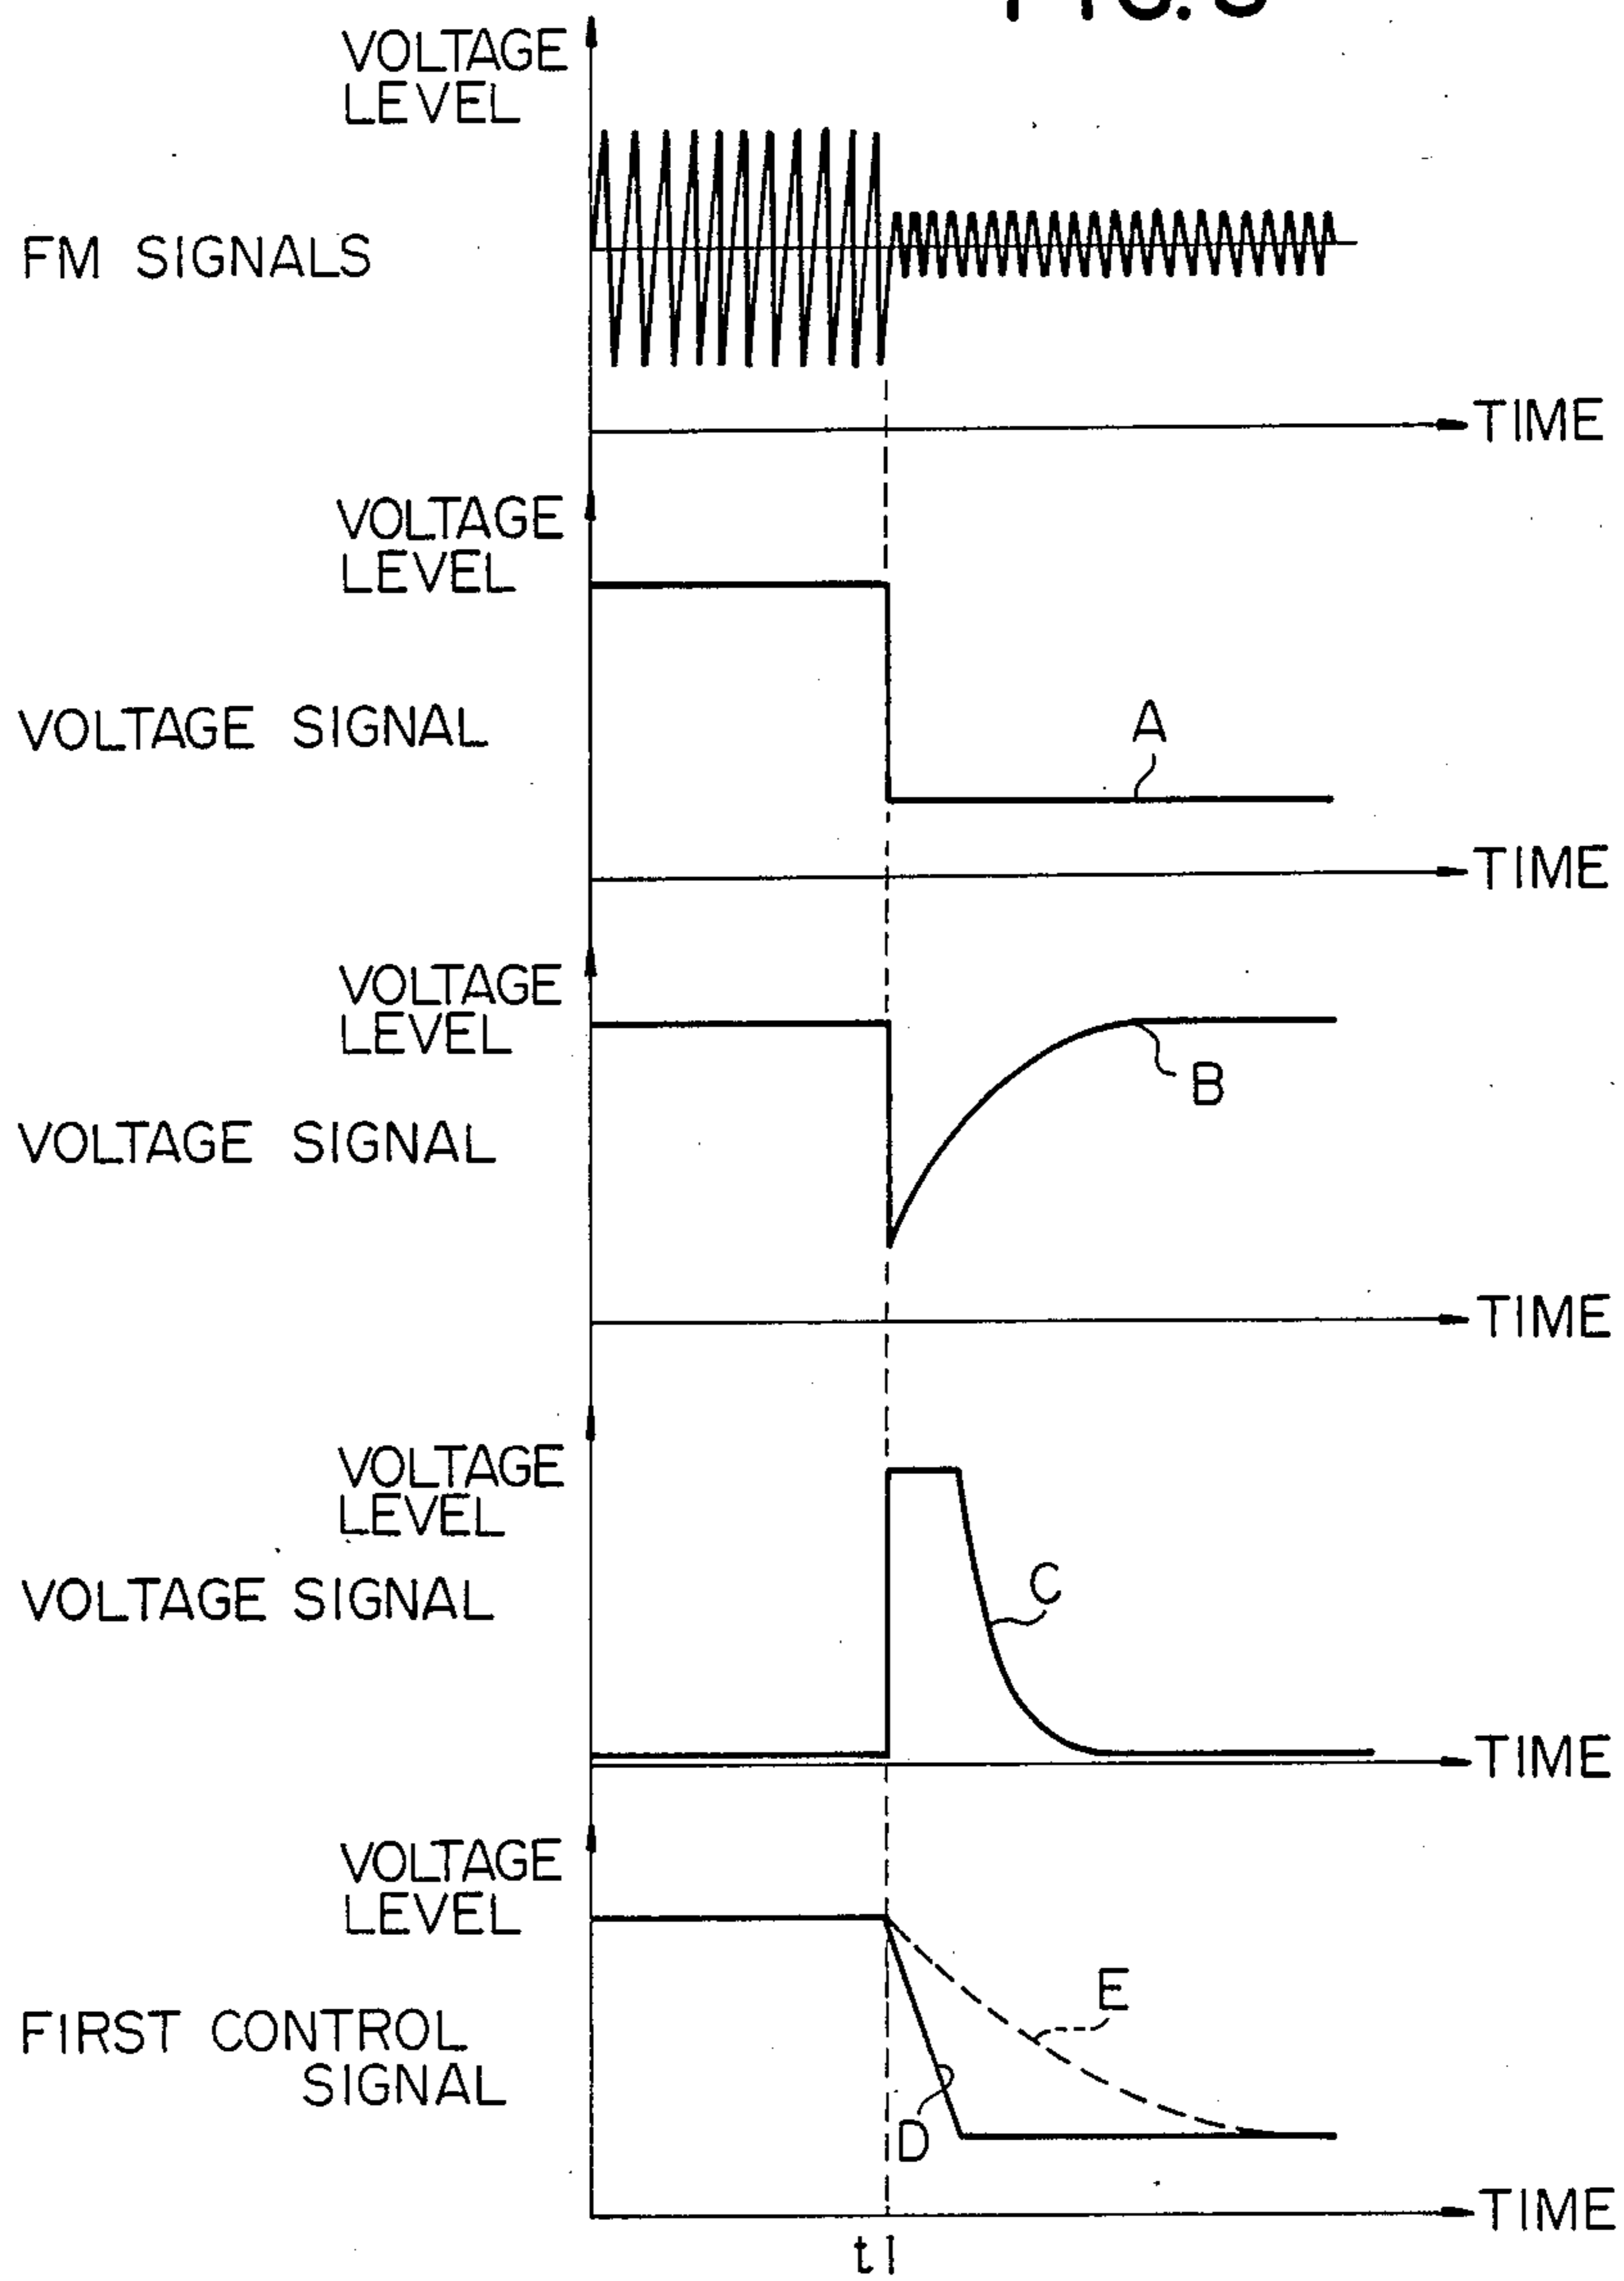 VOLTAGE
LEVEL
FM SIGNALS
TIME
VOLTAGE
LEVEL
VOLTAGE SIGNAL
A
TIME
VOLTAGE
LEVEL
B
VOLTAGE SIGNAL
TIME
VOLTAGE
LEVEL
VOLTAGE SIGNAL
C
TIME
VOLTAGE
LEVEL
E
FIRST CONTROL
SIGNAL
D
TIME
t1